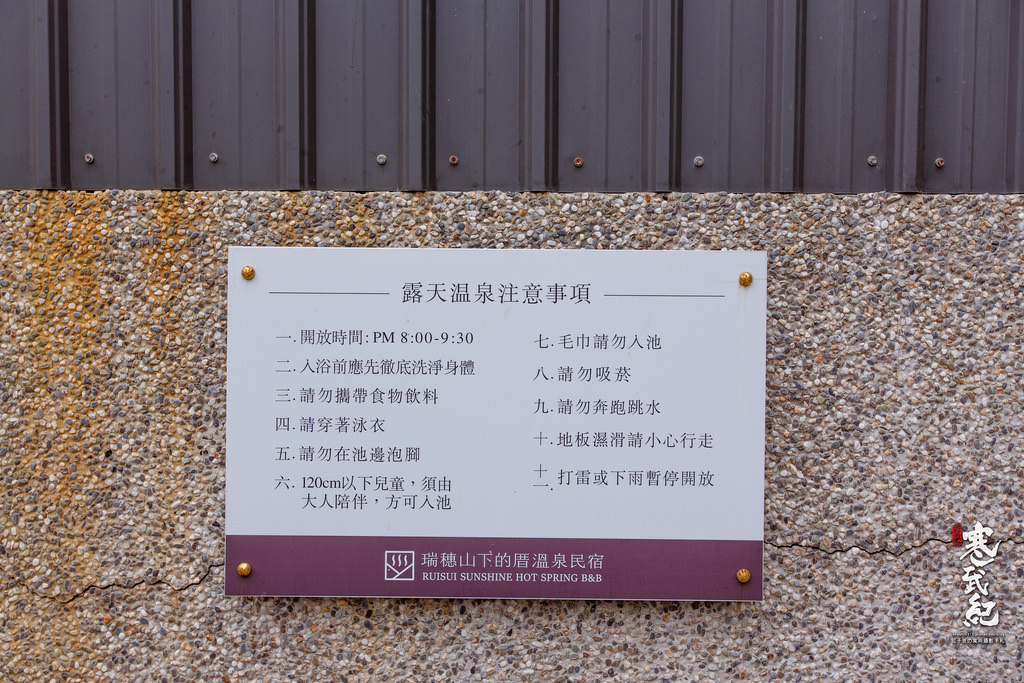 露天溫泉注意事項
一.開放時間:PM 8:00-9:30
二.入浴前應先徹底洗淨身體
三.請勿攜帶食物飲料
四.請穿著泳衣
五.請勿在池邊泡腳
六.120cm以下兒童，須由
大人陪伴，方可入池
七.毛巾請勿入池
八.請勿吸菸
九.請勿奔跑跳水
十.地板濕滑請小心行走
十一.打雷或下雨暫停開放
瑞穗山下的厝溫泉民宿
RUISUI SUNSHINE HOT SPRING B&B
寒武紀